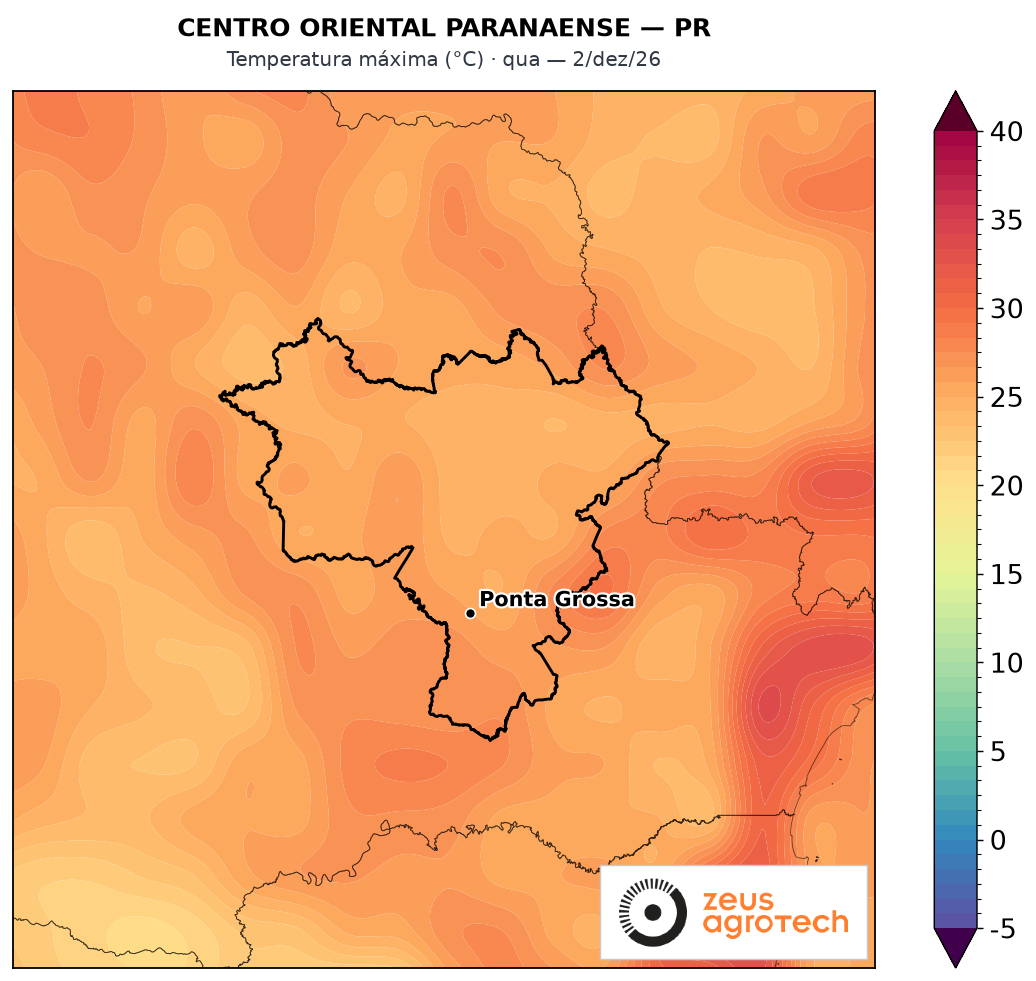 CENTRO ORIENTAL PARANAENSE — PR
Temperatura máxima (°C) · qua — 2/dez/26
40
35
30
25
20
15
10
5
0
-5
Ponta Grossa
zeus
agrotech